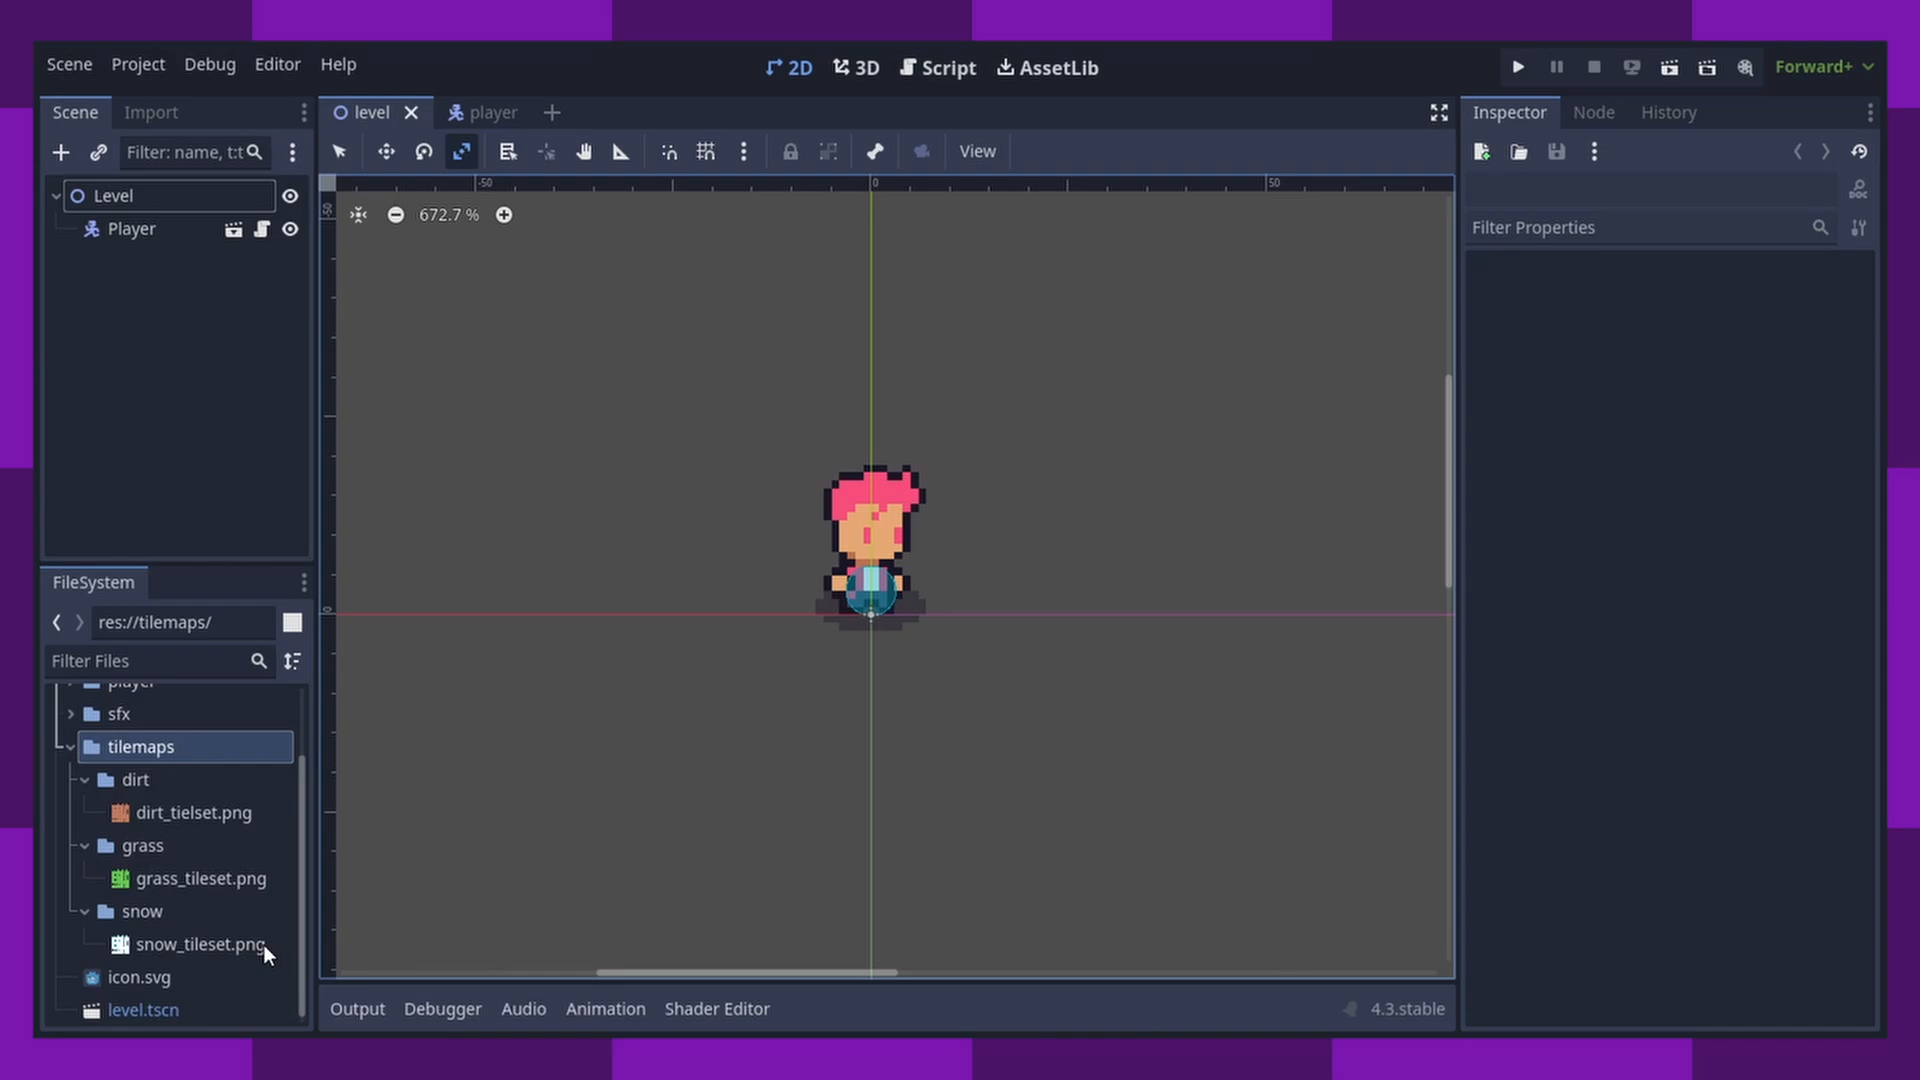 Scene Project Debug Editor Help
2D 3D Script AssetLib
Forward+
Scene Import
Filter: name, t:t
Level
Player
level player
View
-50 0 50
-50
0
672.7 %
Inspector Node History
Filter Properties
FileSystem
res://tilemaps/
Filter Files
player
sfx
tilemaps
dirt
dirt_tielset.png
grass
grass_tileset.png
snow
snow_tileset.png
icon.svg
level.tscn
Output Debugger Audio Animation Shader Editor
4.3.stable